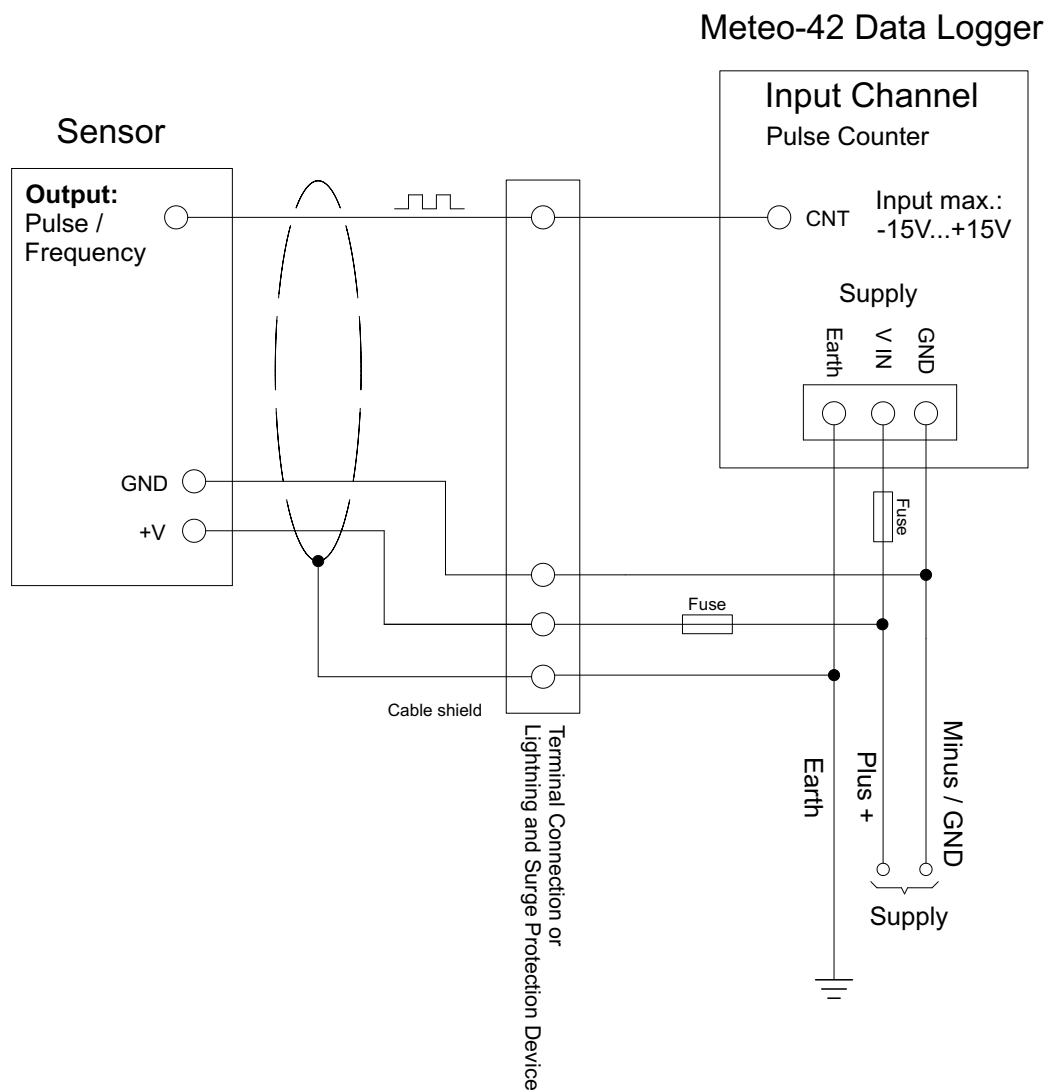 Meteo-42 Data Logger
Input Channel
Pulse Counter
Sensor
Output:
Pulse /
Frequency
CNT
Input max.:
-15V...+15V
Supply
Earth
V IN
GND
GND
+V
Fuse
Fuse
Cable shield
Terminal Connection or
Lightning and Surge Protection Device
Earth
Plus +
Minus / GND
Supply